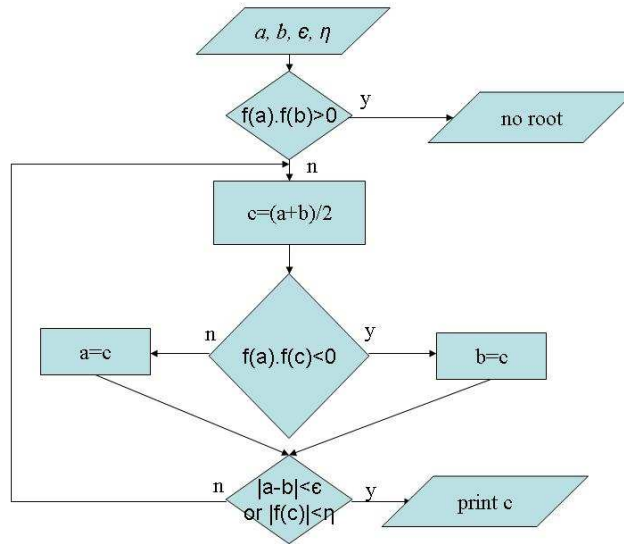 a, b, ϵ, η
f(a).f(b)>0
y
no root
n
c=(a+b)/2
n
y
a=c
f(a).f(c)<0
b=c
n
|a-b|<ϵ
or |f(c)|<η
y
print c